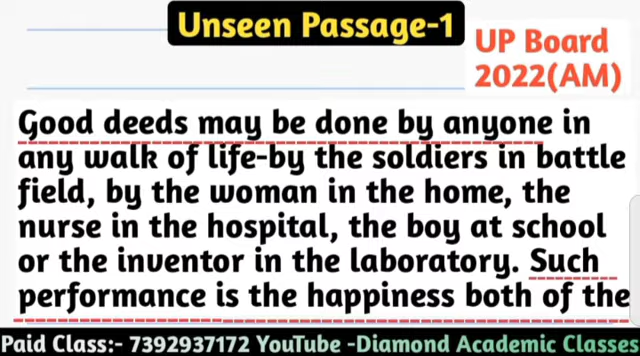 Unseen Passage-1
UP Board
2022(AM)
Good deeds may be done by anyone in
any walk of life-by the soldiers in battle
field, by the woman in the home, the
nurse in the hospital, the boy at school
or the inventor in the laboratory. Such
performance is the happiness both of the
Paid Class:- 7392937172 YouTube -Diamond Academic Classes